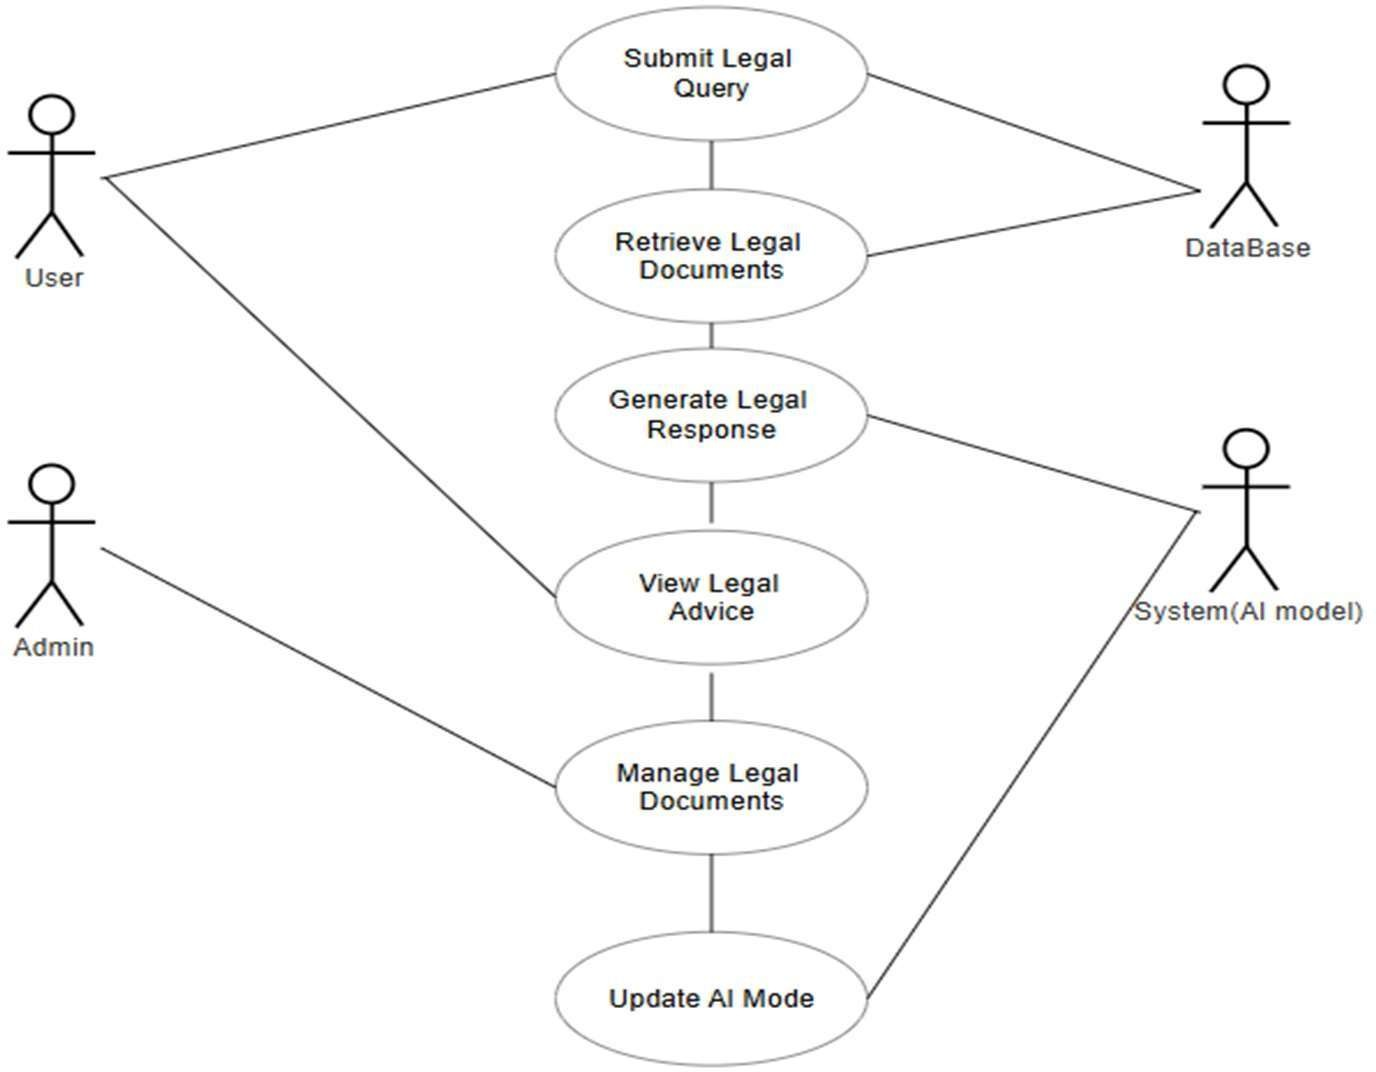 Submit Legal
Query
User
DataBase
Retrieve Legal
Documents
Generate Legal
Response
Admin
System(AI model)
View Legal
Advice
Manage Legal
Documents
Update AI Mode